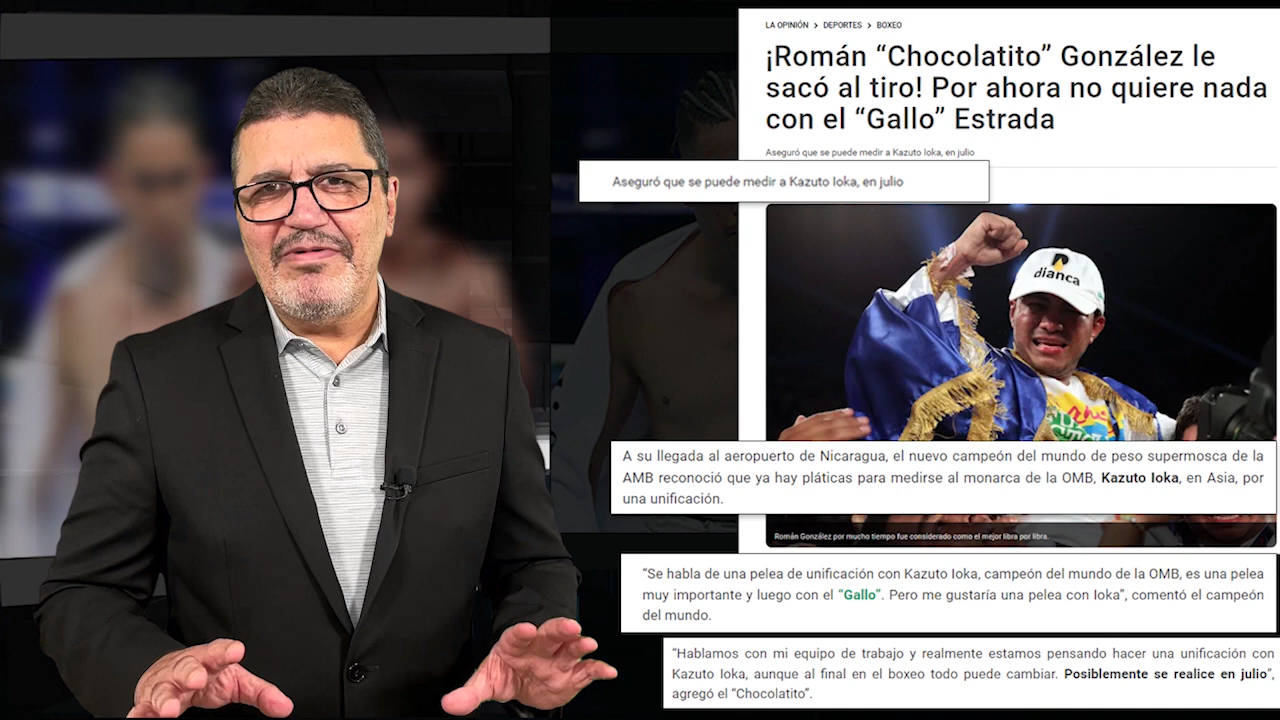 LA OPINIÓN > DEPORTES > BOXEO
¡Román “Chocolatito” González le
sacó al tiro! Por ahora no quiere nada
con el “Gallo” Estrada
Aseguró que se puede medir a Kazuto Ioka, en julio
Aseguró que se puede medir a Kazuto Ioka, en julio
dianca
A su llegada al aeropuerto de Nicaragua, el nuevo campeón del mundo de peso supermosca de la
AMB reconoció que ya hay pláticas para medirse al monarca de la OMB, Kazuto Ioka, en Asia, por
una unificación.
Román González por mucho tiempo fue considerado como el mejor libra por libra.
“Se habla de una pelea de unificación con Kazuto Ioka, campeón del mundo de la OMB, es una pelea
muy importante y luego con el “Gallo”. Pero me gustaría una pelea con Ioka”, comentó el campeón
del mundo.
“Hablamos con mi equipo de trabajo y realmente estamos pensando hacer una unificación con
Kazuto Ioka, aunque al final en el boxeo todo puede cambiar. Posiblemente se realice en julio”,
agregó el “Chocolatito”.